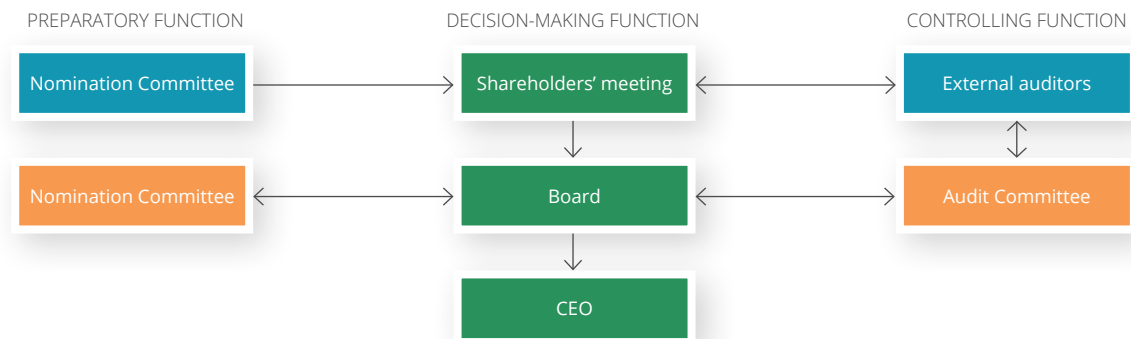 PREPARATORY FUNCTION
DECISION-MAKING FUNCTION
CONTROLLING FUNCTION
Nomination Committee
Shareholders’ meeting
External auditors
Nomination Committee
Board
Audit Committee
CEO